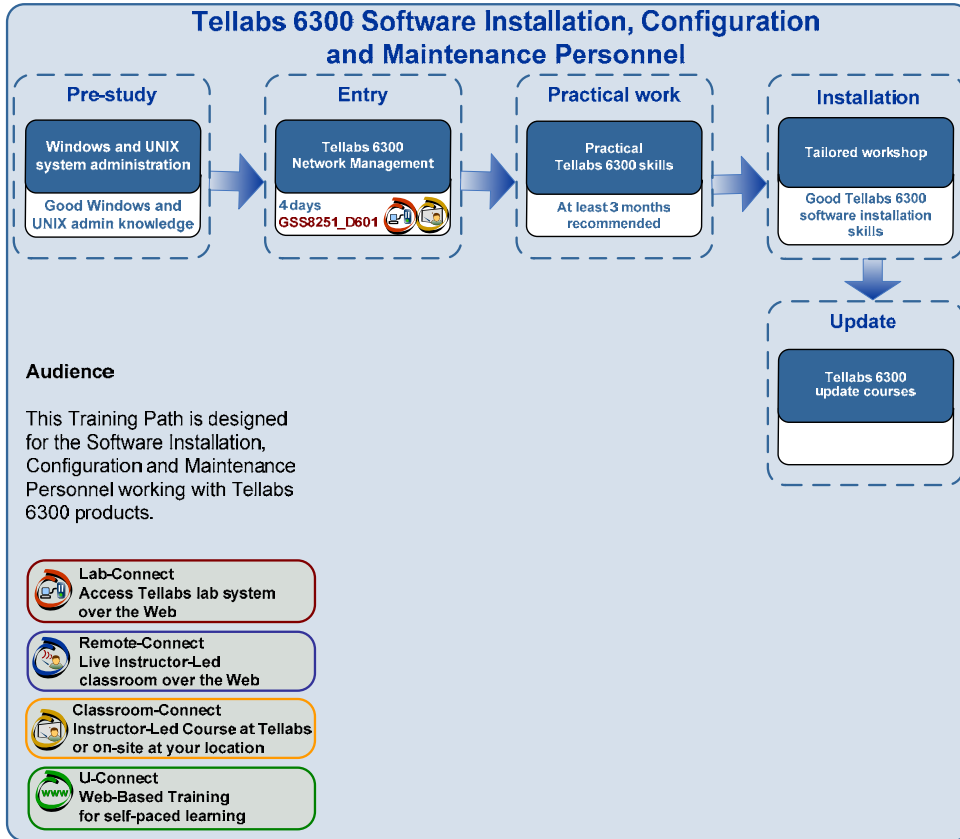 Tellabs 6300 Software Installation, Configuration
and Maintenance Personnel
Pre-study
Windows and UNIX
system administration
Good Windows and
UNIX admin knowledge
Entry
Tellabs 6300
Network Management
4 days
GSS8251_D601
Practical work
Practical
Tellabs 6300 skills
At least 3 months
recommended
Installation
Tailored workshop
Good Tellabs 6300
software installation
skills
Update
Tellabs 6300
update courses
Audience
This Training Path is designed
for the Software Installation,
Configuration and Maintenance
Personnel working with Tellabs
6300 products.
Lab-Connect
Access Tellabs lab system
over the Web
Remote-Connect
Live Instructor-Led
classroom over the Web
Classroom-Connect
Instructor-Led Course at Tellabs
or on-site at your location
www
U-Connect
Web-Based Training
for self-paced learning